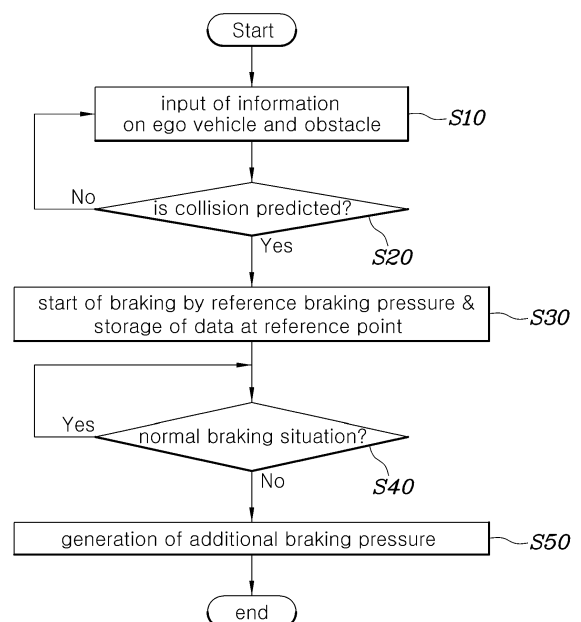 Start
input of information
on ego vehicle and obstacle
S10
No
is collision predicted?
Yes
S20
start of braking by reference braking pressure &
storage of data at reference point
S30
Yes
normal braking situation?
No
S40
generation of additional braking pressure
S50
end